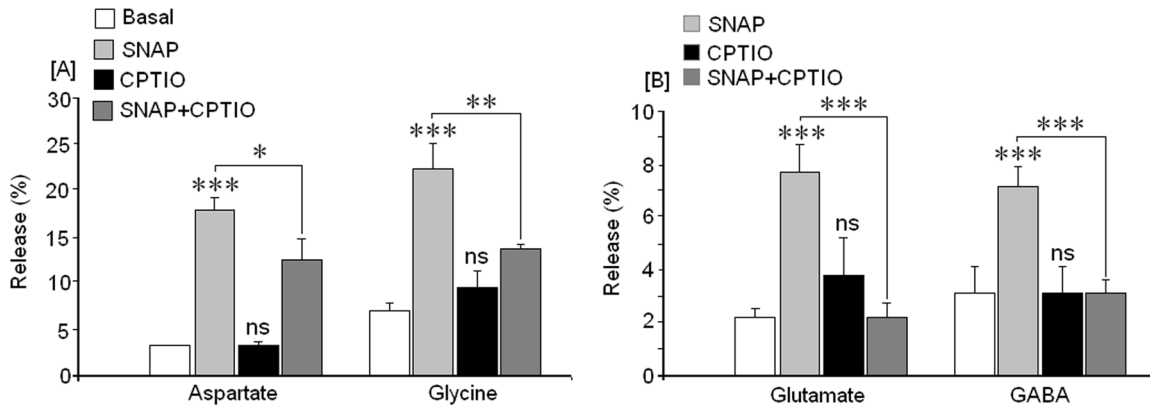 Basal
SNAP
CPTIO
SNAP+CPTIO
[A]
Release (%)
30
25
20
15
10
5
0
***
*
ns
***
**
ns
Aspartate
Glycine
SNAP
CPTIO
SNAP+CPTIO
[B]
Release (%)
10
8
6
4
2
0
***
***
ns
***
***
ns
Glutamate
GABA